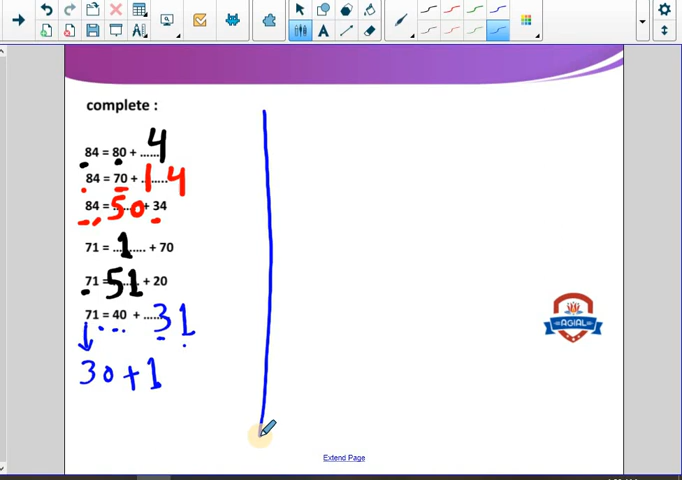 complete :
84 = 80 + ......4
84 = 70 + ......14
84 = ...50 + 34
71 = ...1...... + 70
71 = 51 + 20
71 = 40 + .....31
30 + 1
AGIAL
Extend Page